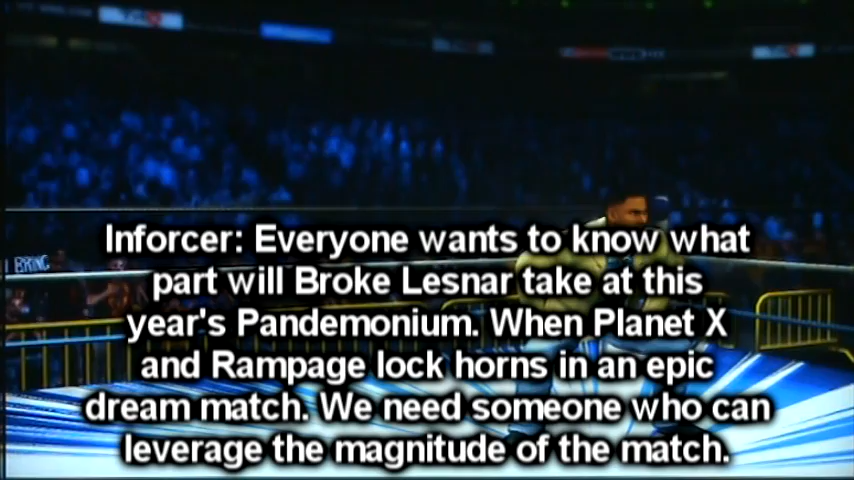 I BRING
Inforcer: Everyone wants to know what
part will Broke Lesnar take at this
year's Pandemonium. When Planet X
and Rampage lock horns in an epic
dream match. We need someone who can
leverage the magnitude of the match.